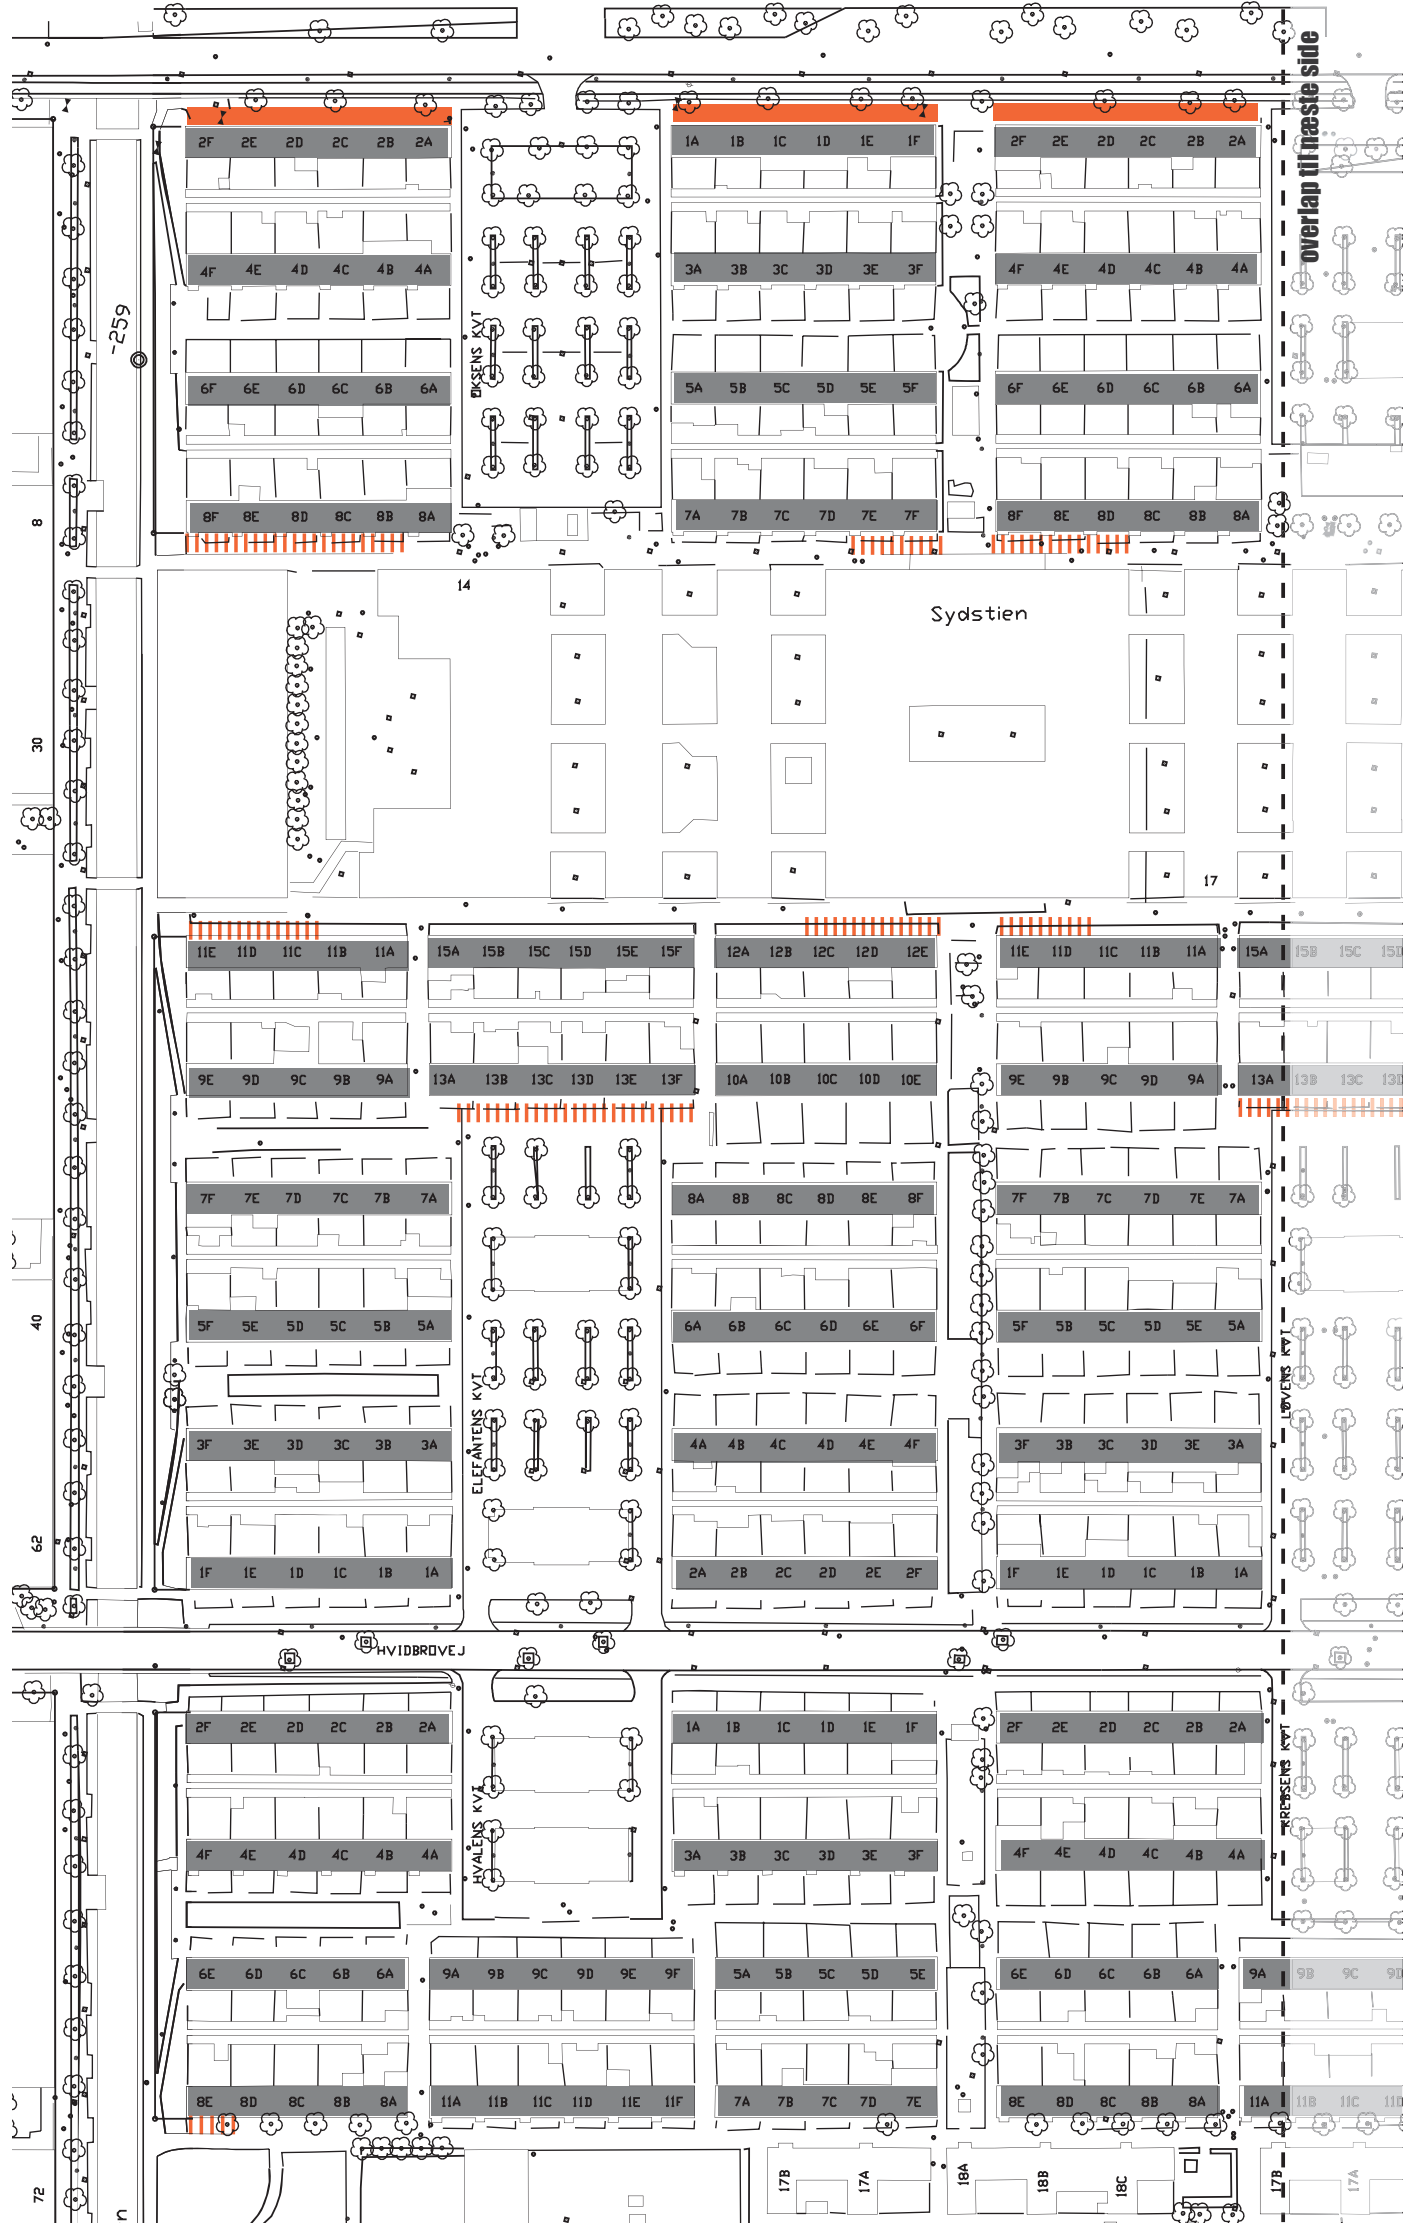 overlap til næste side
2F 2E 2D 2C 2B 2A
1A 1B 1C 1D 1E 1F
2F 2E 2D 2C 2B 2A
4F 4E 4D 4C 4B 4A
3A 3B 3C 3D 3E 3F
4F 4E 4D 4C 4B 4A
-259
OKSENS KVT
6F 6E 6D 6C 6B 6A
5A 5B 5C 5D 5E 5F
6F 6E 6D 6C 6B 6A
8
8F 8E 8D 8C 8B 8A
7A 7B 7C 7D 7E 7F
8F 8E 8D 8C 8B 8A
14
Sydstien
30
17
11E 11D 11C 11B 11A
15A 15B 15C 15D 15E 15F
12A 12B 12C 12D 12E
11E 11D 11C 11B 11A
15A 15B 15C 15D
9E 9D 9C 9B 9A
13A 13B 13C 13D 13E 13F
10A 10B 10C 10D 10E
9E 9B 9C 9D 9A
13A 13B 13C 13D
7F 7E 7D 7C 7B 7A
8A 8B 8C 8D 8E 8F
7F 7B 7C 7D 7E 7A
40
5F 5E 5D 5C 5B 5A
6A 6B 6C 6D 6E 6F
5F 5B 5C 5D 5E 5A
ELEFANTENS KVT
LØVENS KVT
3F 3E 3D 3C 3B 3A
4A 4B 4C 4D 4E 4F
3F 3B 3C 3D 3E 3A
62
1F 1E 1D 1C 1B 1A
2A 2B 2C 2D 2E 2F
1F 1E 1D 1C 1B 1A
HVIDBROVEJ
2F 2E 2D 2C 2B 2A
1A 1B 1C 1D 1E 1F
2F 2E 2D 2C 2B 2A
HVALENS KVT
KREBSENS KVT
4F 4E 4D 4C 4B 4A
3A 3B 3C 3D 3E 3F
4F 4E 4D 4C 4B 4A
6E 6D 6C 6B 6A
9A 9B 9C 9D 9E 9F
5A 5B 5C 5D 5E
6E 6D 6C 6B 6A
9A 9B 9C 9D
8E 8D 8C 8B 8A
11A 11B 11C 11D 11E 11F
7A 7B 7C 7D 7E
8E 8D 8C 8B 8A
11A 11B 11C 11D
72
n
17B 17A 18A 18B 18C 17B 17A